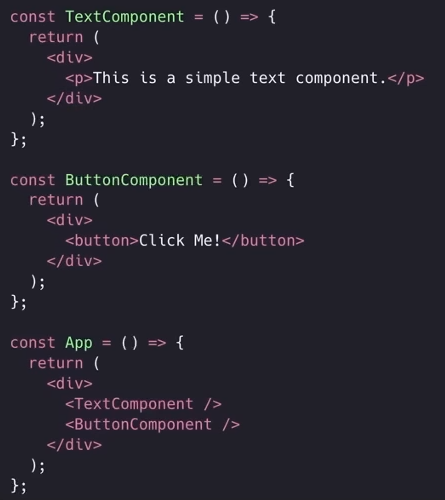 const TextComponent = () => {
  return (
    <div>
      <p>This is a simple text component.</p>
    </div>
  );
};

const ButtonComponent = () => {
  return (
    <div>
      <button>Click Me!</button>
    </div>
  );
};

const App = () => {
  return (
    <div>
      <TextComponent />
      <ButtonComponent />
    </div>
  );
};